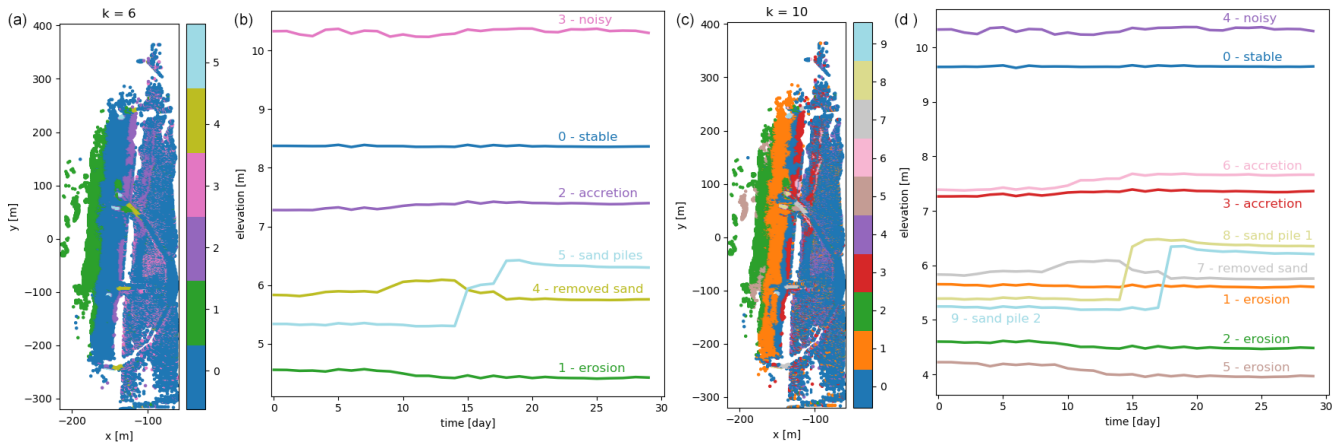 (a)
k = 6
400
300
200
100
0
−100
−200
−300
y [m]
−200
−100
x [m]
5
4
3
2
1
0
(b)
3 - noisy
0 - stable
2 - accretion
5 - sand piles
4 - removed sand
1 - erosion
10
9
8
7
6
5
elevation [m]
0
5
10
15
20
25
30
time [day]
(c)
k = 10
400
300
200
100
0
−100
−200
−300
y [m]
−200
−100
x [m]
9
8
7
6
5
4
3
2
1
0
(d )
4 - noisy
0 - stable
6 - accretion
3 - accretion
8 - sand pile 1
7 - removed sand
1 - erosion
9 - sand pile 2
2 - erosion
5 - erosion
10
9
8
7
6
5
4
elevation [m]
0
5
10
15
20
25
30
time [day]